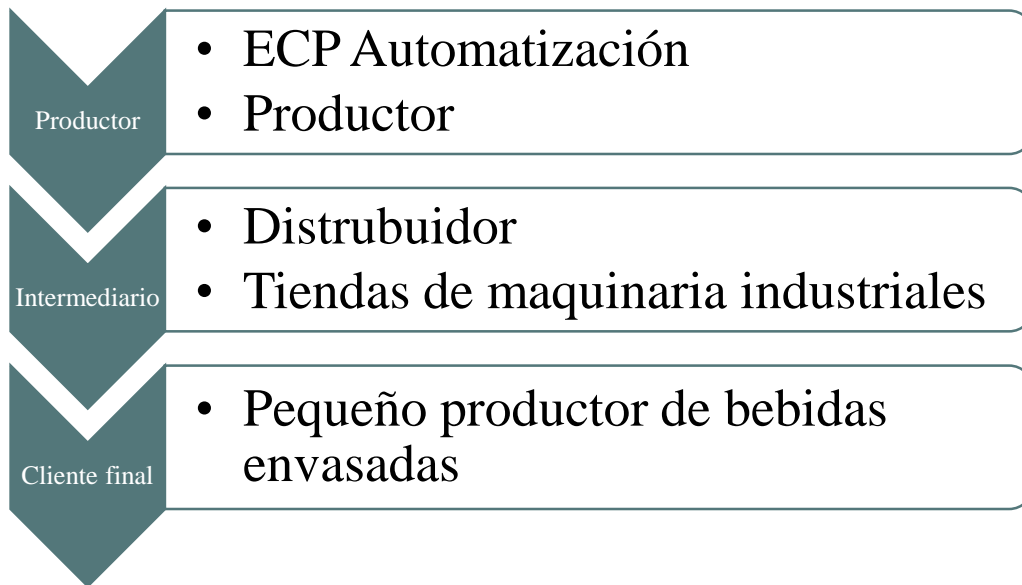 Productor
• ECP Automatización
• Productor
Intermediario
• Distrubuidor
• Tiendas de maquinaria industriales
Cliente final
• Pequeño productor de bebidas
envasadas